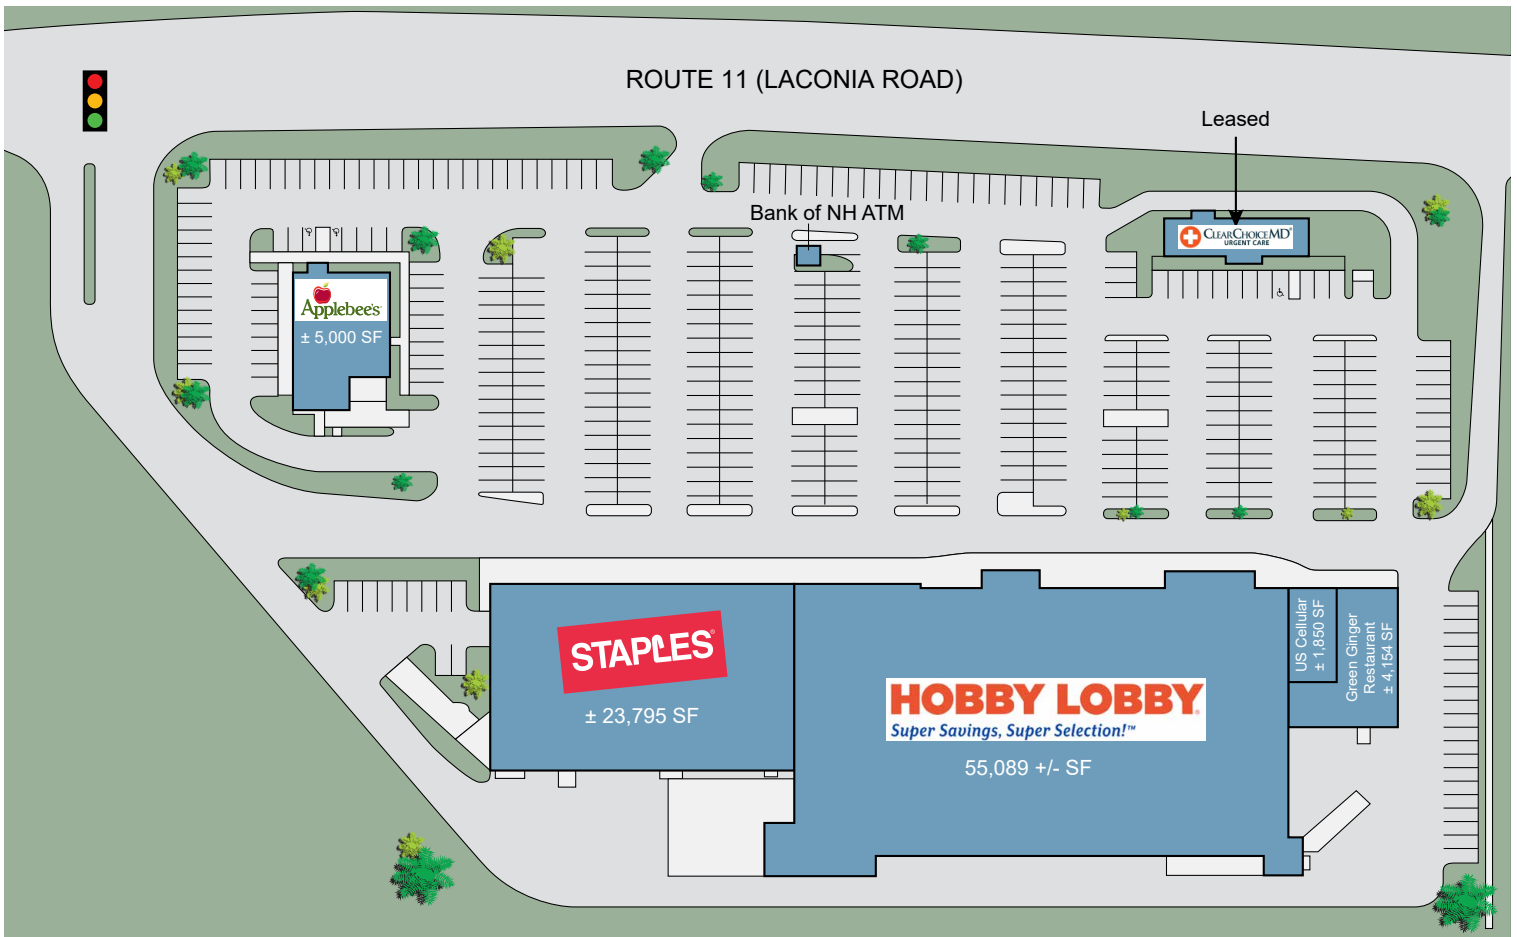 ROUTE 11 (LACONIA ROAD)
Leased
Bank of NH ATM
CLEARCHOICEMD®
URGENT CARE
Applebee's
± 5,000 SF
STAPLES®
± 23,795 SF
HOBBY LOBBY®
Super Savings, Super Selection!™
55,089 +/- SF
US Cellular
± 1,850 SF
Green Ginger
Restaurant
± 4,154 SF